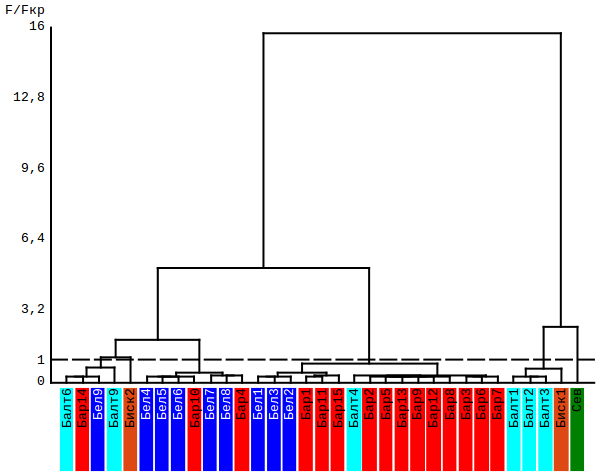 F/Fкр
16
12,8
9,6
6,4
3,2
1
0
Балт6
Бар14
Бел9
Балт9
Биск2
Бел4
Бел5
Бел6
Бар10
Бел7
Бел8
Бар4
Бел1
Бел3
Бел2
Бар1
Бар11
Бар15
Балт4
Бар2
Бар5
Бар13
Бар9
Бар12
Бар8
Бар3
Бар6
Бар7
Балт1
Балт2
Балт3
Биск1
Сев